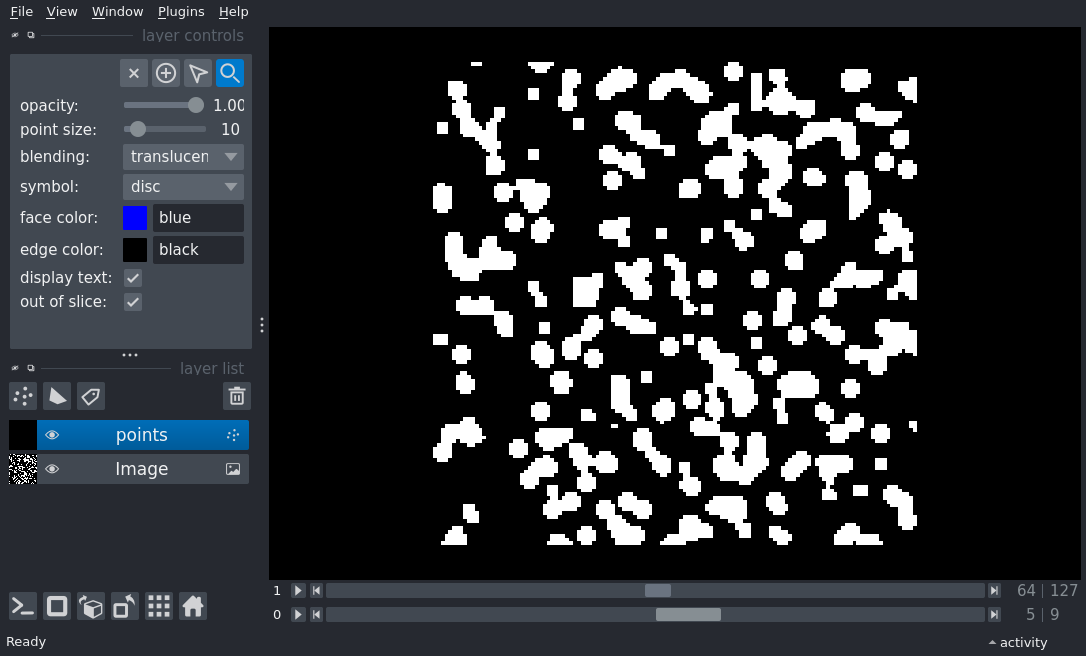 File View Window Plugins Help
layer controls
opacity: 1.00
point size: 10
blending: translucen
symbol: disc
face color: blue
edge color: black
display text:
out of slice:
layer list
points
Image
1 64 127
0 5 9
Ready activity